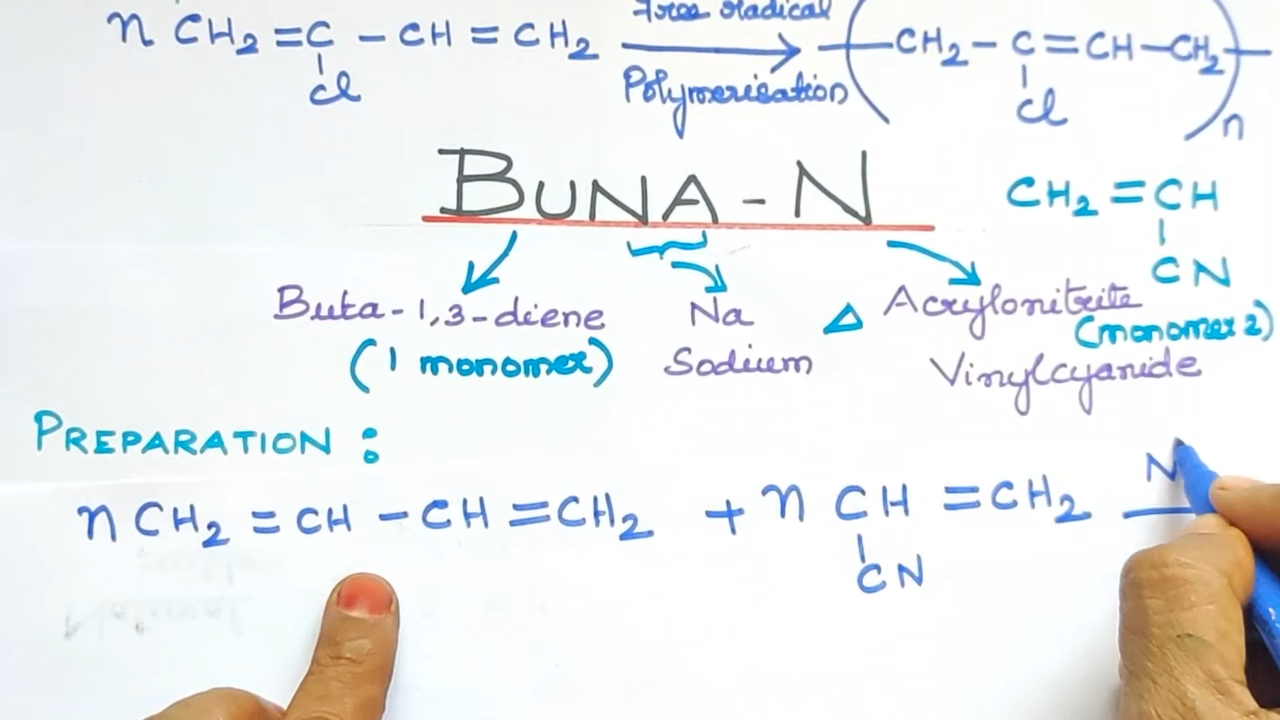 Free radical
n CH2 = C - CH = CH2 → ( CH2 - C = CH - CH2 ) n
Cl Polymerisation Cl
BUNA - N
CH2 = CH
CN
Buta-1,3-diene Na Δ Acrylonitrite
(1 monomer) Sodium (monomer 2)
Vinylcyanide
PREPARATION :
N
n CH2 = CH - CH = CH2 + n CH = CH2
CN